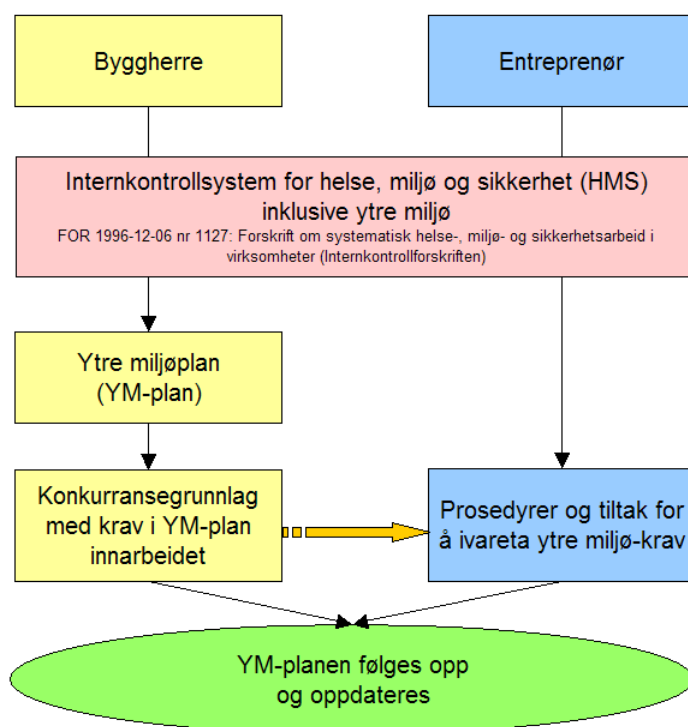 Byggherre
Entreprenør
Internkontrollsystem for helse, miljø og sikkerhet (HMS)
inklusive ytre miljø
FOR 1996-12-06 nr 1127: Forskrift om systematisk helse-, miljø- og sikkerhetsarbeid i
virksomheter (Internkontrollforskriften)
Ytre miljøplan
(YM-plan)
Konkurransegrunnlag
med krav i YM-plan
innarbeidet
Prosedyrer og tiltak for
å ivareta ytre miljø-krav
YM-planen følges opp
og oppdateres